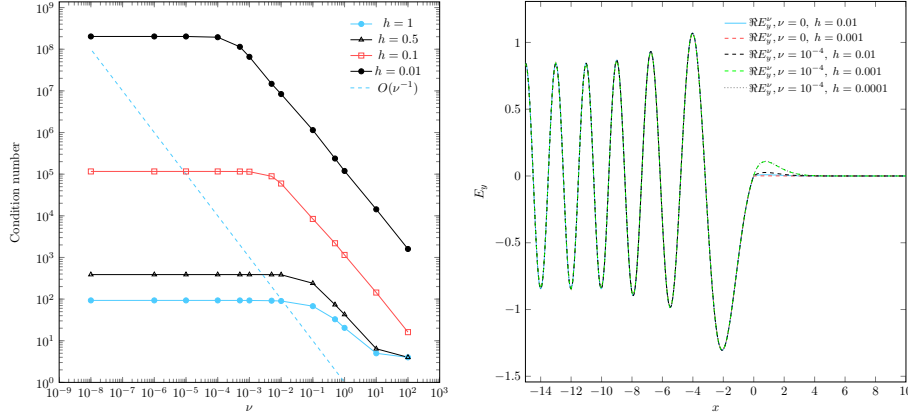 10^9
10^8
10^7
10^6
10^5
10^4
10^3
10^2
10^1
10^0
Condition number
10^−9 10^−8 10^−7 10^−6 10^−5 10^−4 10^−3 10^−2 10^−1 10^0 10^1 10^2 10^3
ν
h = 1
h = 0.5
h = 0.1
h = 0.01
O(ν^−1)
1
0.5
0
−0.5
−1
−1.5
E_y
−14 −12 −10 −8 −6 −4 −2 0 2 4 6 8 10
x
ℜE_y^ν, ν = 0, h = 0.01
ℜE_y^ν, ν = 0, h = 0.001
ℜE_y^ν, ν = 10^−4, h = 0.01
ℜE_y^ν, ν = 10^−4, h = 0.001
ℜE_y^ν, ν = 10^−4, h = 0.0001